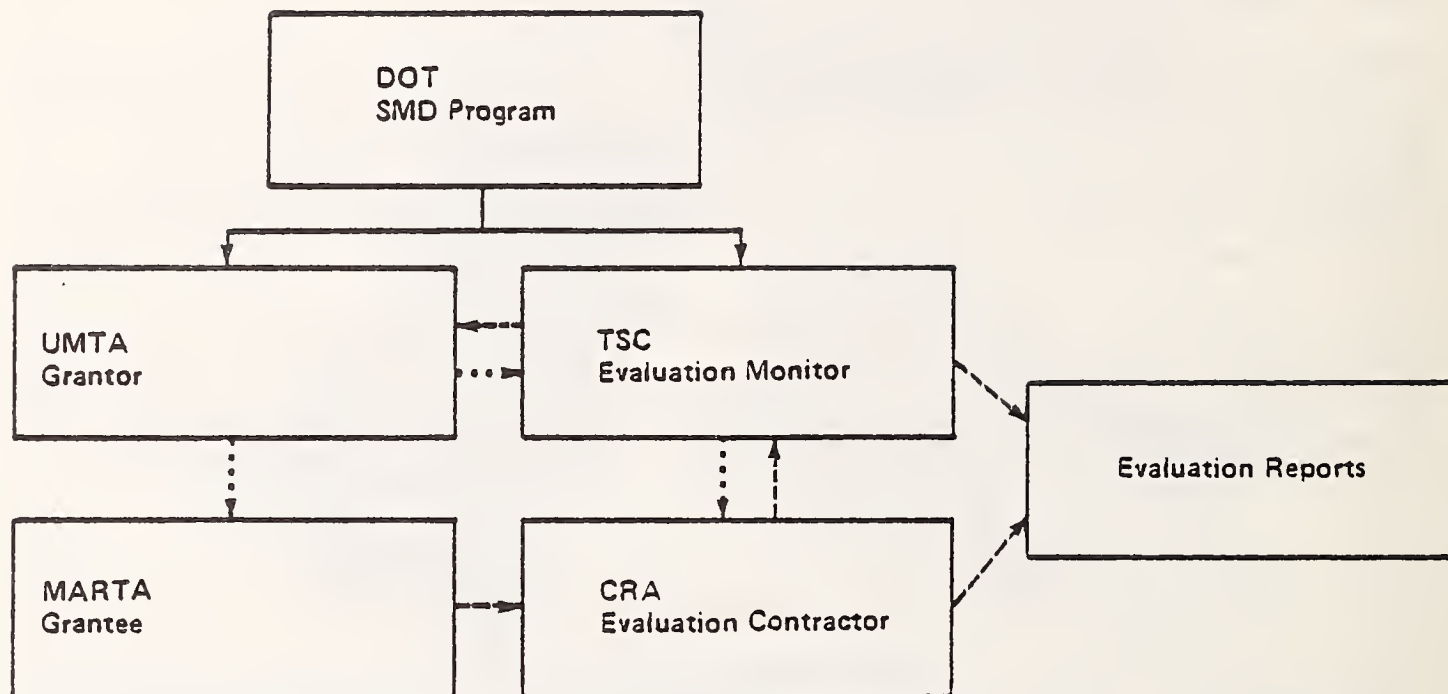 DOT
SMD Program
UMTA
Grantor
TSC
Evaluation Monitor
Evaluation Reports
MARTA
Grantee
CRA
Evaluation Contractor